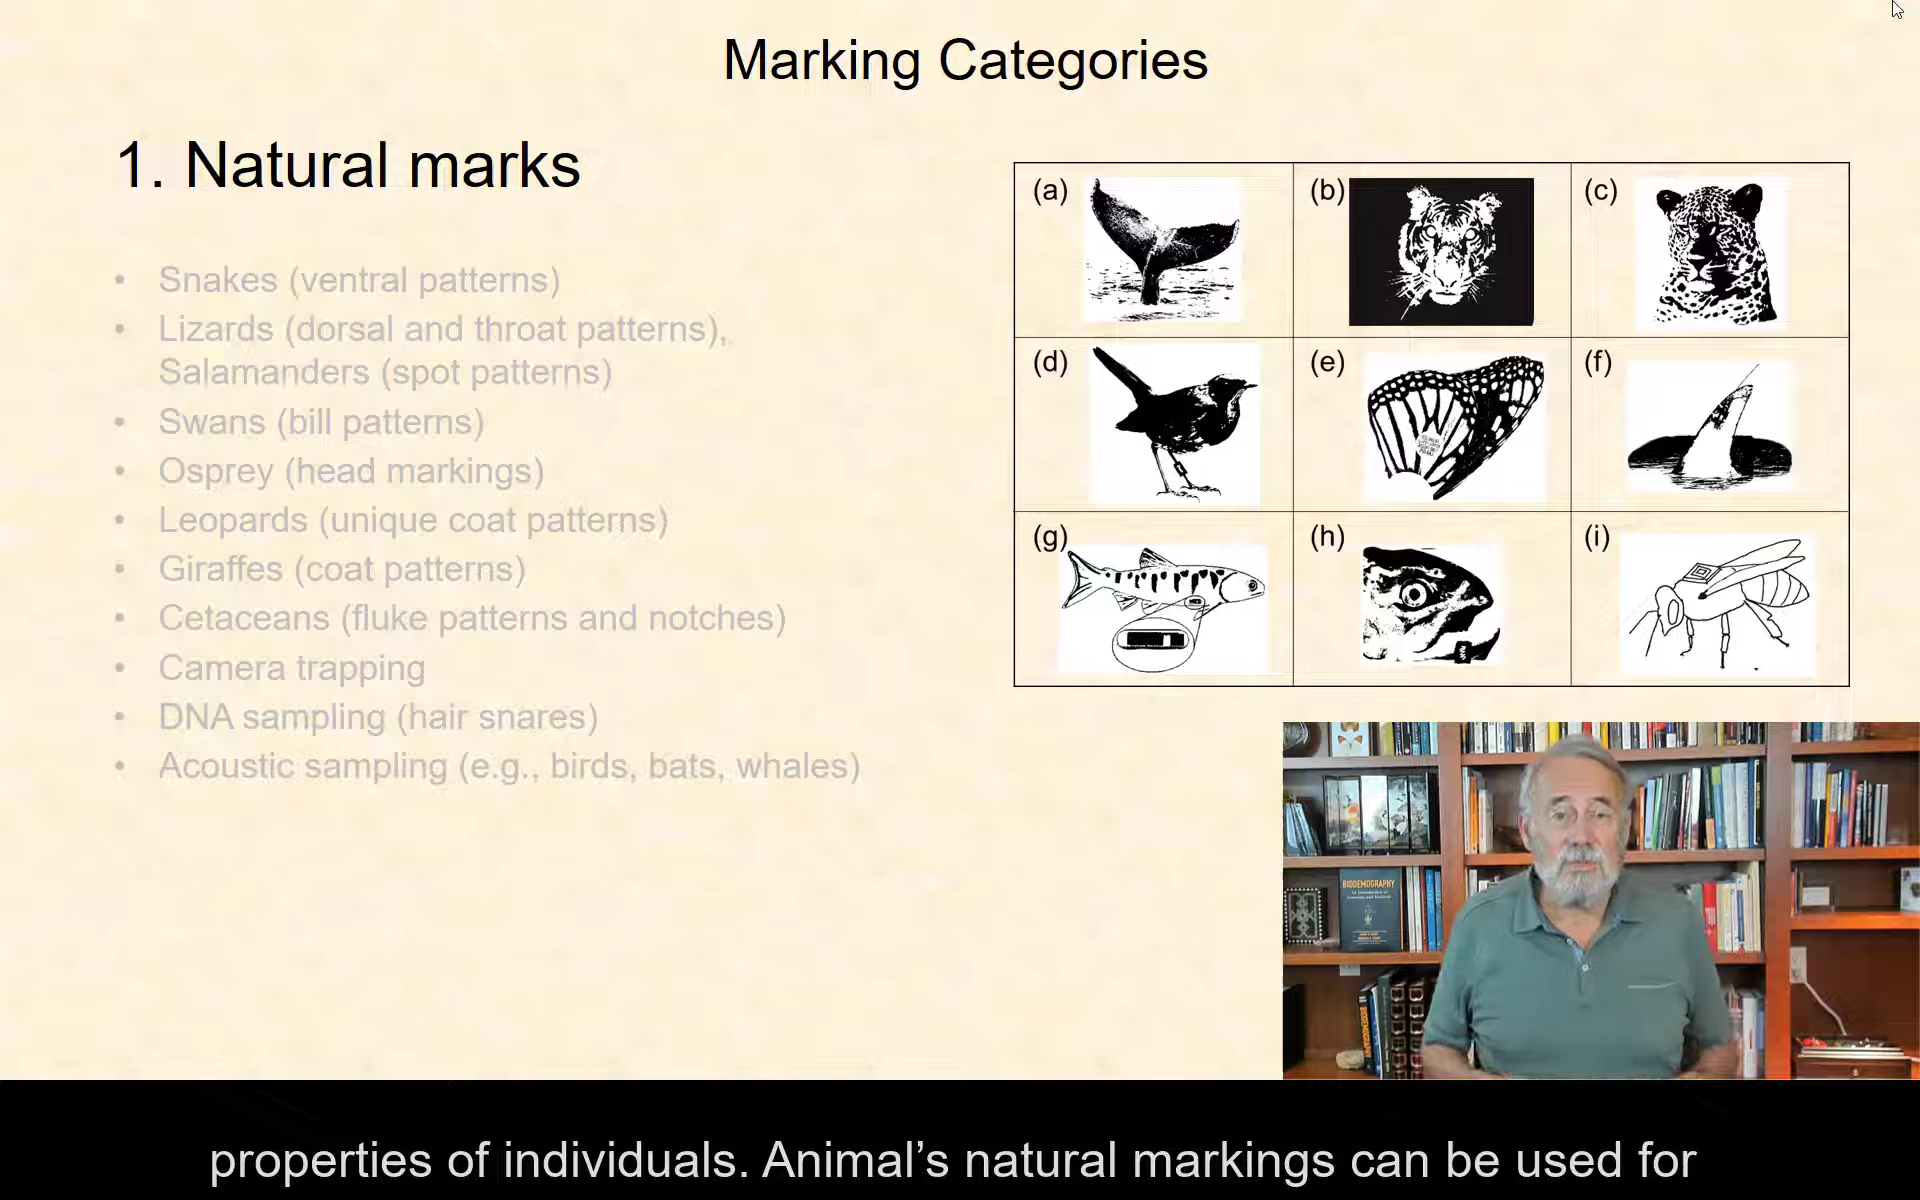 Marking Categories
1. Natural marks
• Snakes (ventral patterns)
• Lizards (dorsal and throat patterns),
Salamanders (spot patterns)
• Swans (bill patterns)
• Osprey (head markings)
• Leopards (unique coat patterns)
• Giraffes (coat patterns)
• Cetaceans (fluke patterns and notches)
• Camera trapping
• DNA sampling (hair snares)
• Acoustic sampling (e.g., birds, bats, whales)
(a) (b) (c)
(d) (e) (f)
(g) (h) (i)
BIODEMOGRAPHY
BIODEMOGRAPHY
properties of individuals. Animal’s natural markings can be used for